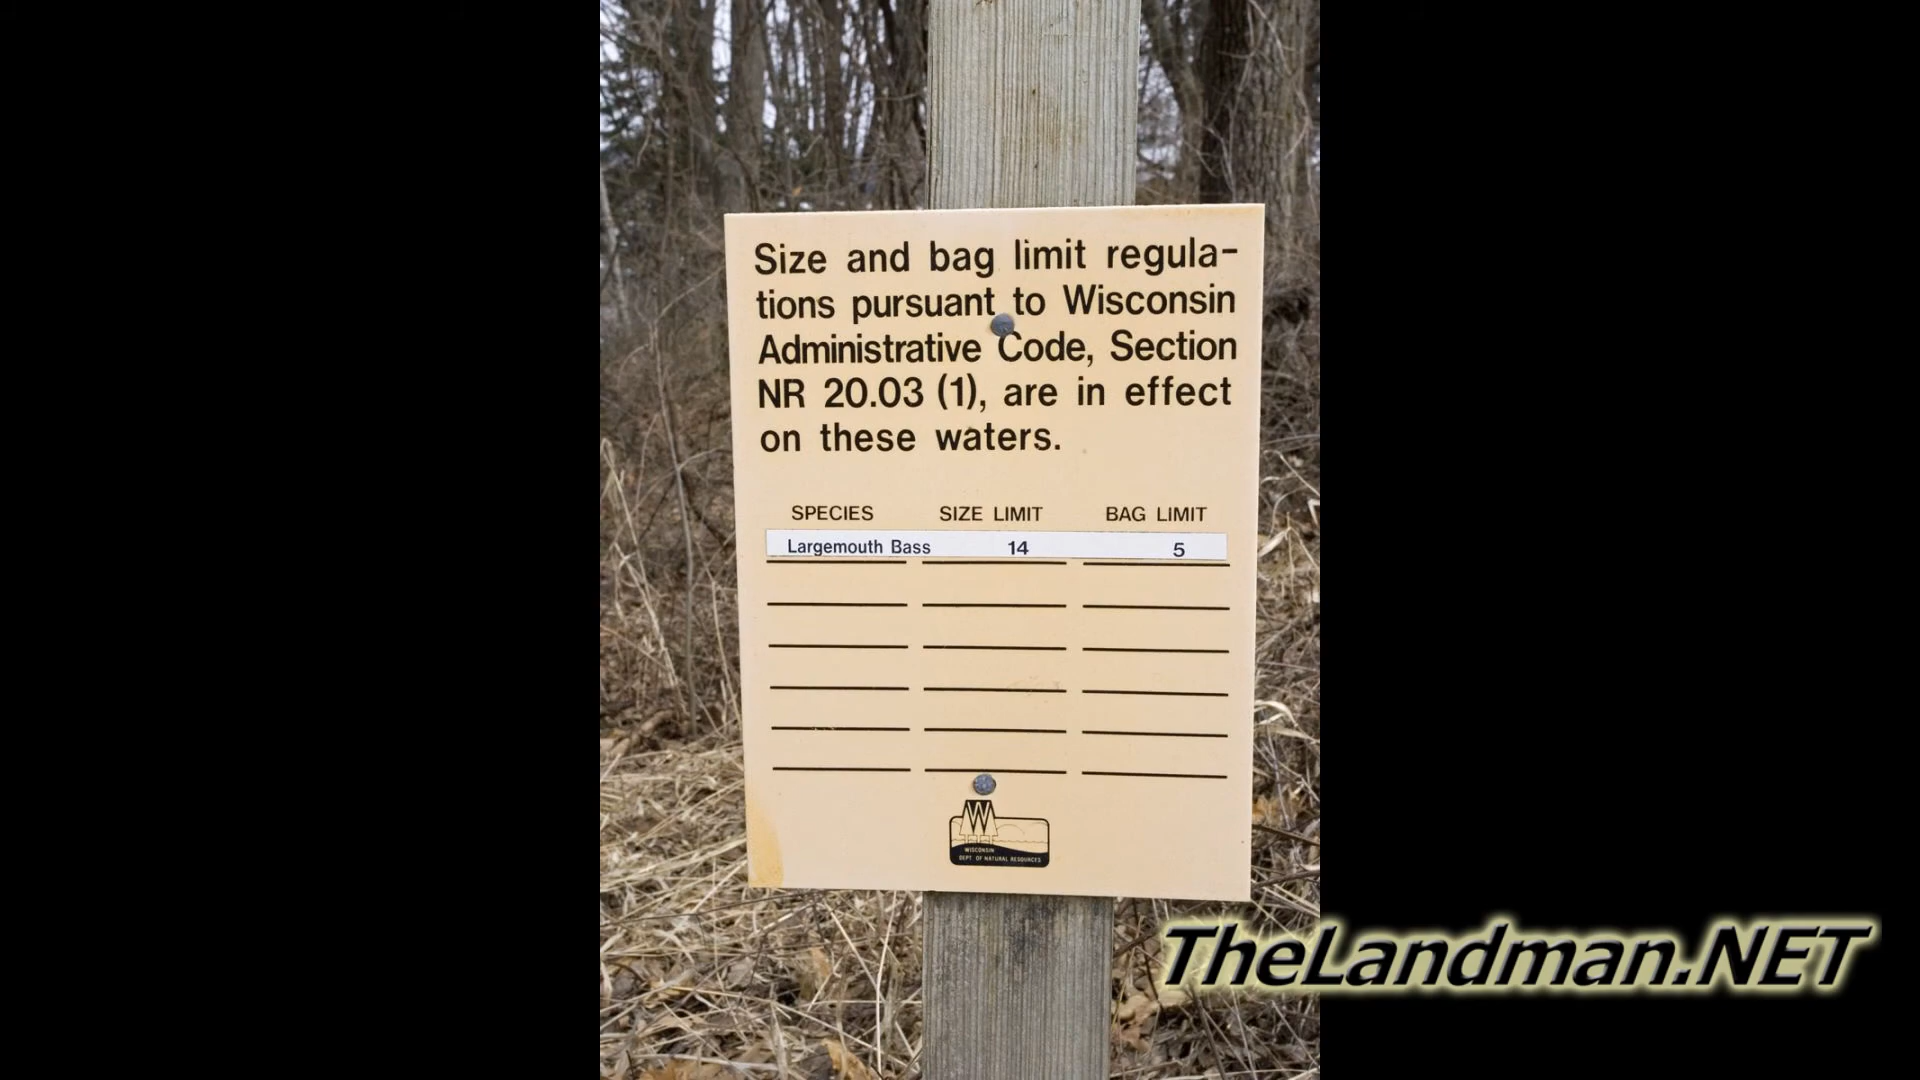 Size and bag limit regula-
tions pursuant to Wisconsin
Administrative Code, Section
NR 20.03 (1), are in effect
on these waters.
SPECIES SIZE LIMIT BAG LIMIT
Largemouth Bass 14 5
W
WISCONSIN
DEPT. OF NATURAL RESOURCES
TheLandman.NET